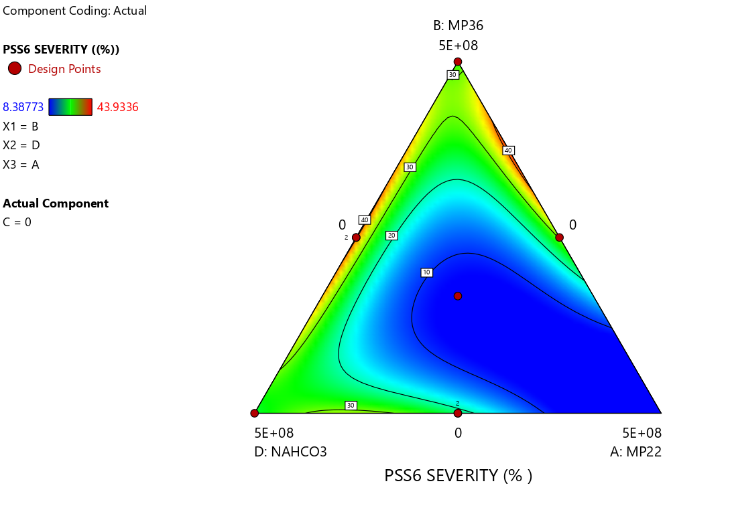 Component Coding: Actual
PSS6 SEVERITY ((%))
Design Points
8.38773 43.9336
X1 = B
X2 = D
X3 = A
Actual Component
C = 0
B: MP36
5E+08
30
40
30
0 40 0
2 20
10
30 2
5E+08 0 5E+08
D: NAHCO3 A: MP22
PSS6 SEVERITY (% )